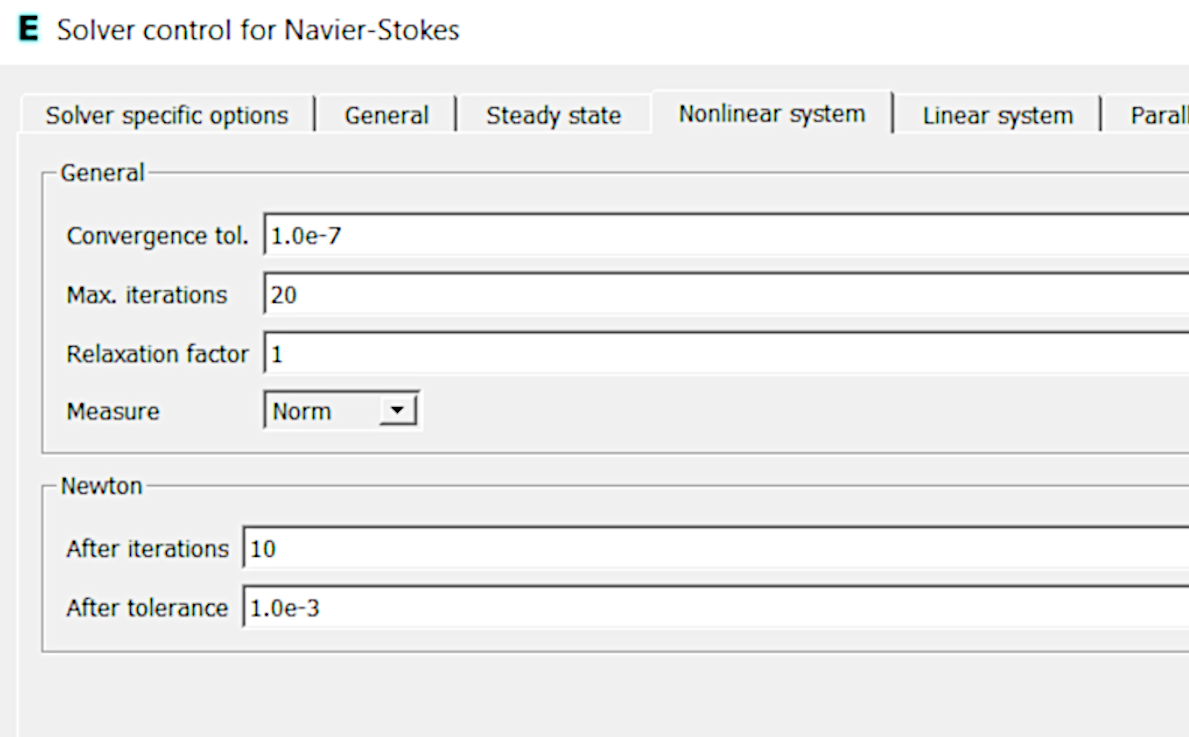 E Solver control for Navier-Stokes
Solver specific options General Steady state Nonlinear system Linear system Parall
General
Convergence tol. 1.0e-7
Max. iterations 20
Relaxation factor 1
Measure Norm
Newton
After iterations 10
After tolerance 1.0e-3